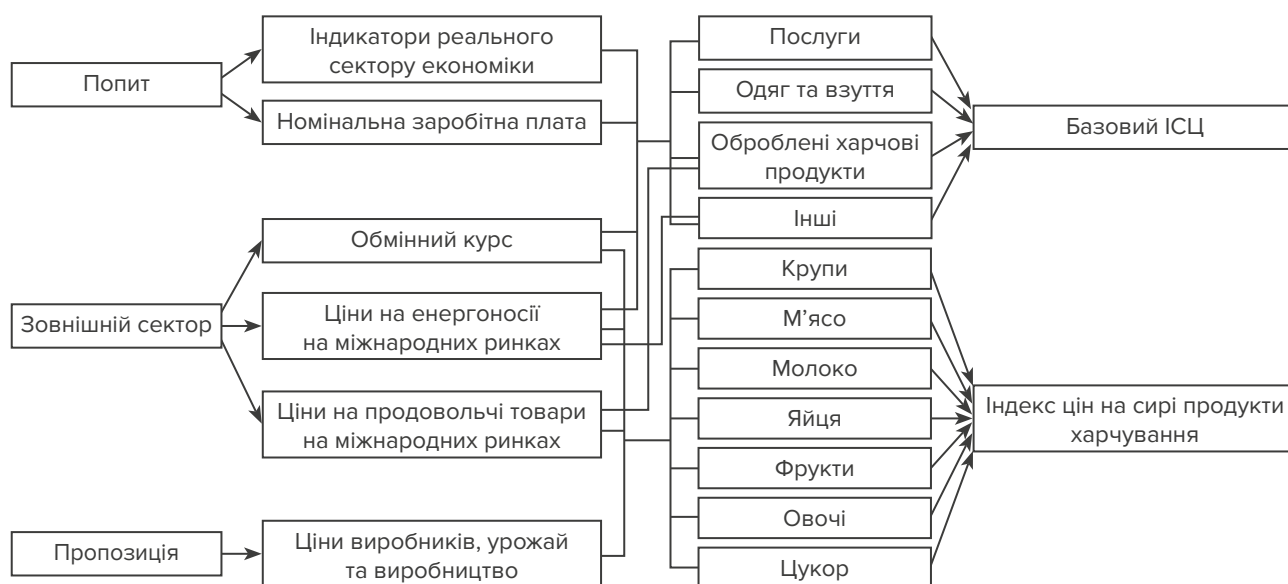 Попит
Зовнішній сектор
Пропозиція
Індикатори реального
сектору економіки
Номінальна заробітна плата
Обмінний курс
Ціни на енергоносії
на міжнародних ринках
Ціни на продовольчі товари
на міжнародних ринках
Ціни виробників, урожай
та виробництво
Послуги
Одяг та взуття
Оброблені харчові
продукти
Інші
Крупи
М’ясо
Молоко
Яйця
Фрукти
Овочі
Цукор
Базовий ІСЦ
Індекс цін на сирі продукти
харчування